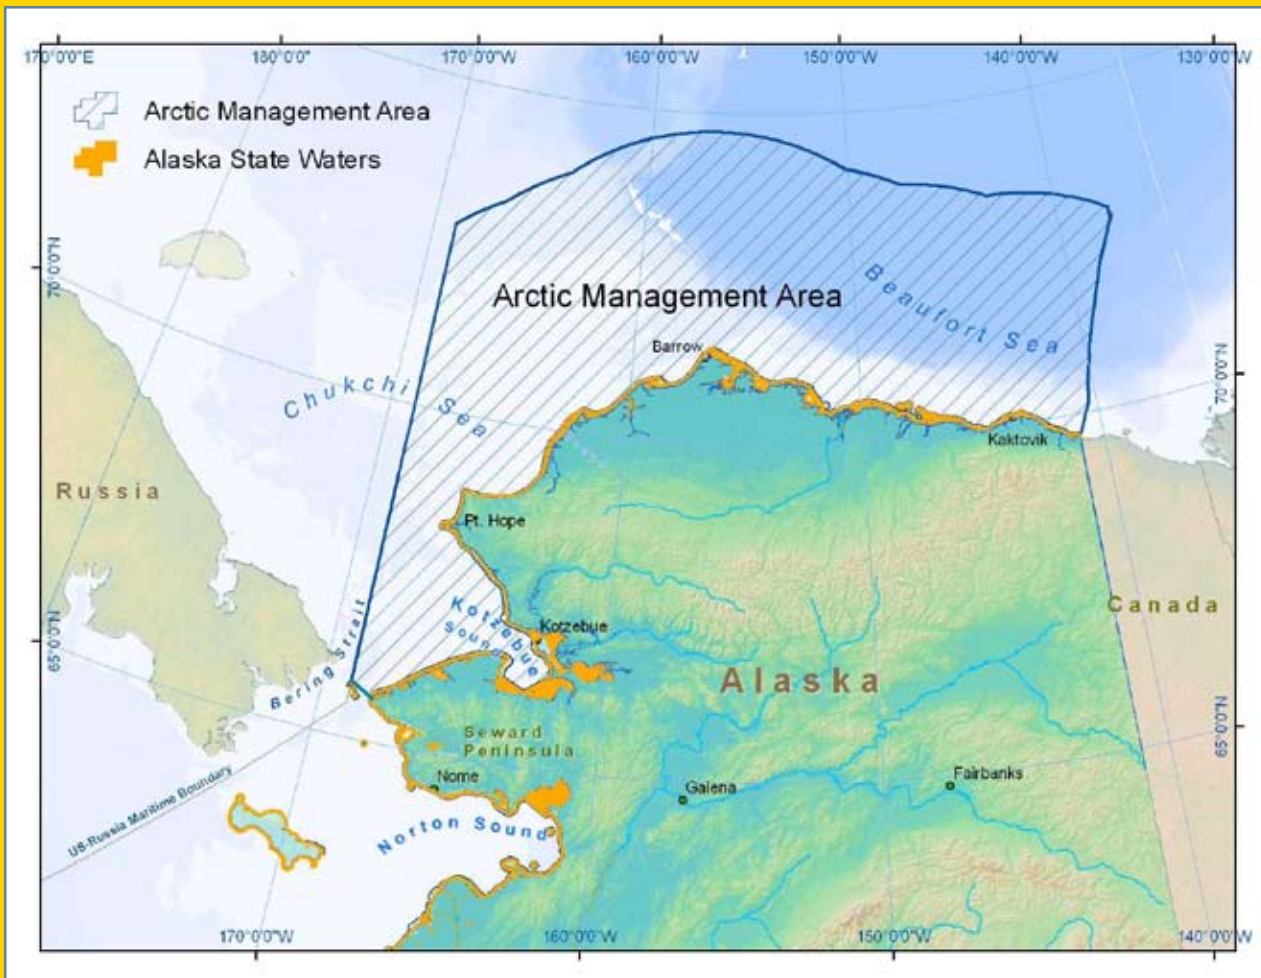 170°0'0"E
180°0'0"
170°0'0"W
160°0'0"W
150°0'0"W
140°0'0"W
130°0'0"W
Arctic Management Area
Alaska State Waters
70°0'0"N
Arctic Management Area
Beaufort Sea
Barrow
70°0'0"N
Chukchi Sea
Kaktovik
Russia
Pt. Hope
Canada
Kotzebue
Sound
Kotzebue
65°0'0"N
Bering Strait
Alaska
65°0'0"N
Seward
Peninsula
Nome
Galena
Fairbanks
US-Russia Maritime Boundary
Norton Sound
170°0'0"W
160°0'0"W
150°0'0"W
140°0'0"W